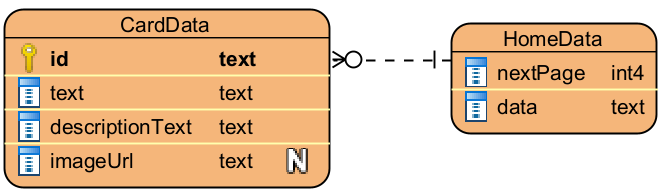 CardData
id text
text text
descriptionText text
imageUrl text N
HomeData
nextPage int4
data text